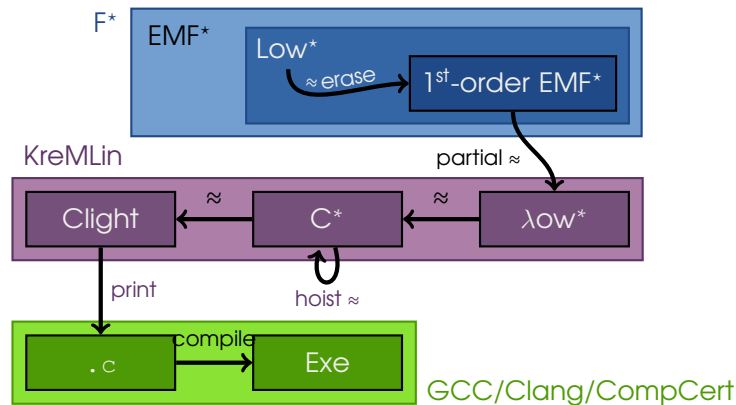 F*
EMF*
Low*
≈ erase
1st-order EMF*
partial ≈
KreMLin
Clight
≈
C*
≈
λow*
print
hoist ≈
.c
compile
Exe
GCC/Clang/CompCert